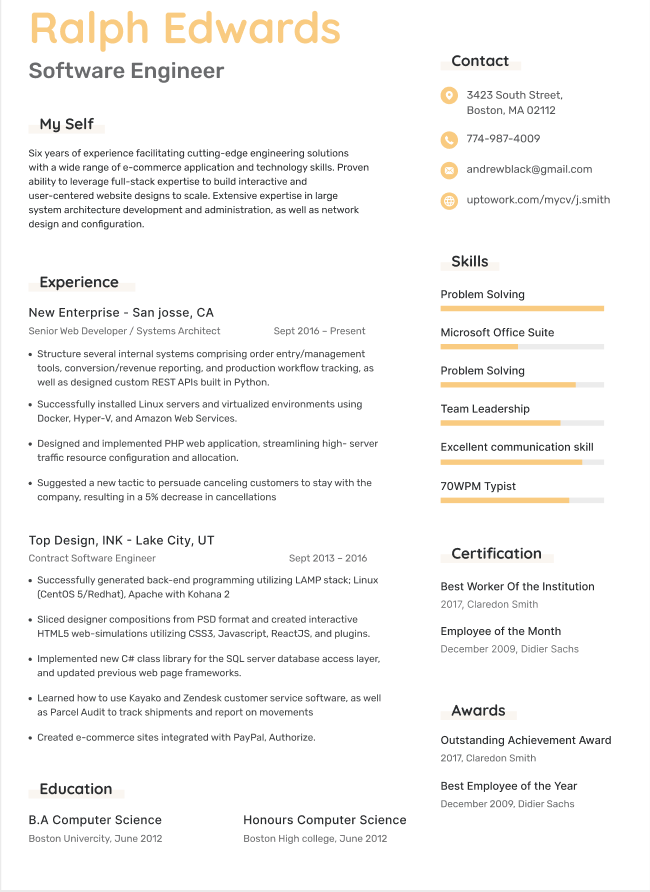 Ralph Edwards
Software Engineer
My Self
Six years of experience facilitating cutting-edge engineering solutions
with a wide range of e-commerce application and technology skills. Proven
ability to leverage full-stack expertise to build interactive and
user-centered website designs to scale. Extensive expertise in large
system architecture development and administration, as well as network
design and configuration.
Experience
New Enterprise - San josse, CA
Senior Web Developer / Systems Architect Sept 2016 – Present
• Structure several internal systems comprising order entry/management
tools, conversion/revenue reporting, and production workflow tracking, as
well as designed custom REST APIs built in Python.
• Successfully installed Linux servers and virtualized environments using
Docker, Hyper-V, and Amazon Web Services.
• Designed and implemented PHP web application, streamlining high- server
traffic resource configuration and allocation.
• Suggested a new tactic to persuade canceling customers to stay with the
company, resulting in a 5% decrease in cancellations
Top Design, INK - Lake City, UT
Contract Software Engineer Sept 2013 – 2016
• Successfully generated back-end programming utilizing LAMP stack; Linux
(CentOS 5/Redhat), Apache with Kohana 2
• Sliced designer compositions from PSD format and created interactive
HTML5 web-simulations utilizing CSS3, Javascript, ReactJS, and plugins.
• Implemented new C# class library for the SQL server database access layer,
and updated previous web page frameworks.
• Learned how to use Kayako and Zendesk customer service software, as well
as Parcel Audit to track shipments and report on movements
• Created e-commerce sites integrated with PayPal, Authorize.
Education
B.A Computer Science
Boston Univercity, June 2012
Honours Computer Science
Boston High college, June 2012
Contact
3423 South Street,
Boston, MA 02112
774-987-4009
andrewblack@gmail.com
uptowork.com/mycv/j.smith
Skills
Problem Solving
Microsoft Office Suite
Problem Solving
Team Leadership
Excellent communication skill
70WPM Typist
Certification
Best Worker Of the Institution
2017, Claredon Smith
Employee of the Month
December 2009, Didier Sachs
Awards
Outstanding Achievement Award
2017, Claredon Smith
Best Employee of the Year
December 2009, Didier Sachs